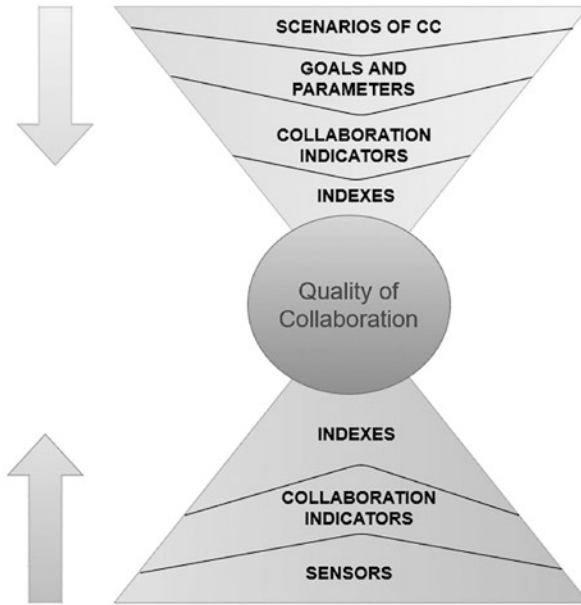 SCENARIOS OF CC
GOALS AND
PARAMETERS
COLLABORATION
INDICATORS
INDEXES
Quality of
Collaboration
INDEXES
COLLABORATION
INDICATORS
SENSORS